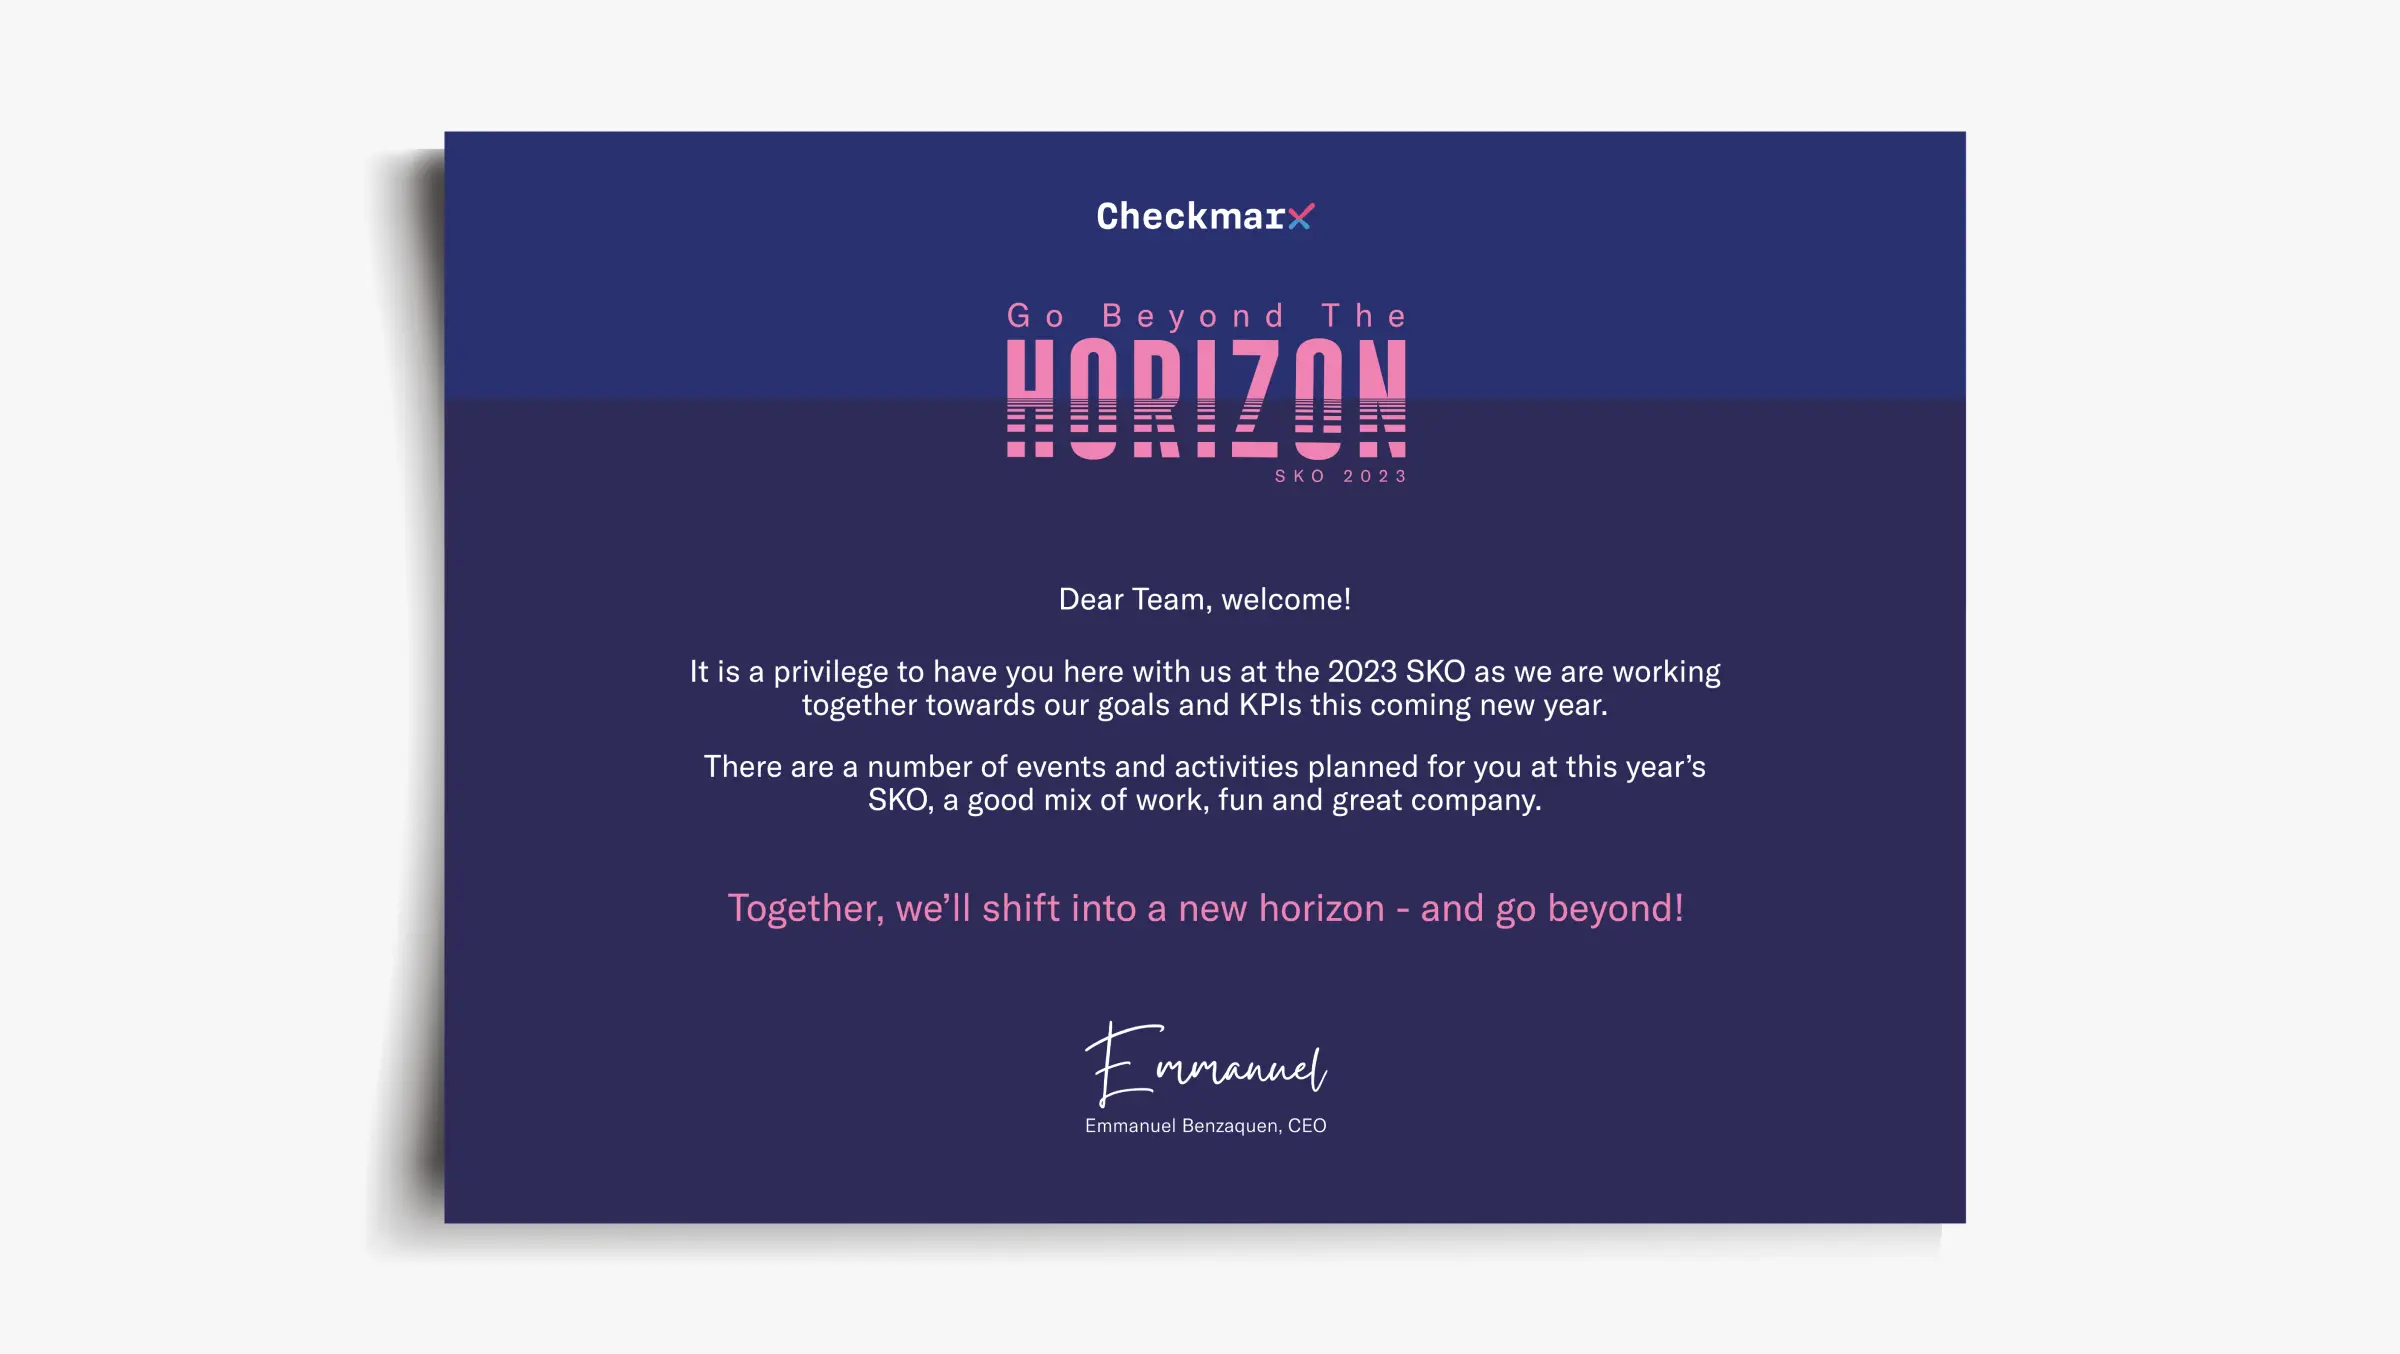 Checkmarx
Go Beyond The
HORIZON
SKO 2023
Dear Team, welcome!
It is a privilege to have you here with us at the 2023 SKO as we are working
together towards our goals and KPIs this coming new year.
There are a number of events and activities planned for you at this year’s
SKO, a good mix of work, fun and great company.
Together, we’ll shift into a new horizon - and go beyond!
Emmanuel
Emmanuel Benzaquen, CEO